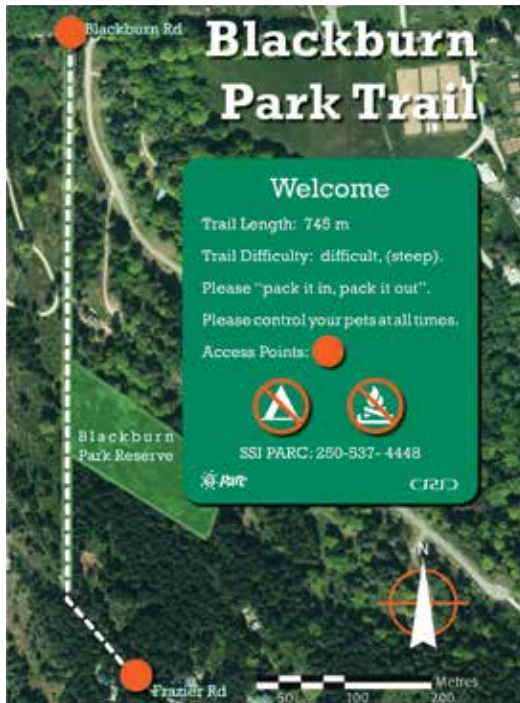 Blackburn Rd
Blackburn
Park Trail
Welcome
Trail Length: 745 m
Trail Difficulty: difficult, (steep).
Please "pack it in, pack it out".
Please control your pets at all times.
Access Points:
Blackburn
Park Reserve
SSI PARC: 250-537- 4448
Parc
CRD
N
Frazier Rd
Metres
50 100 200